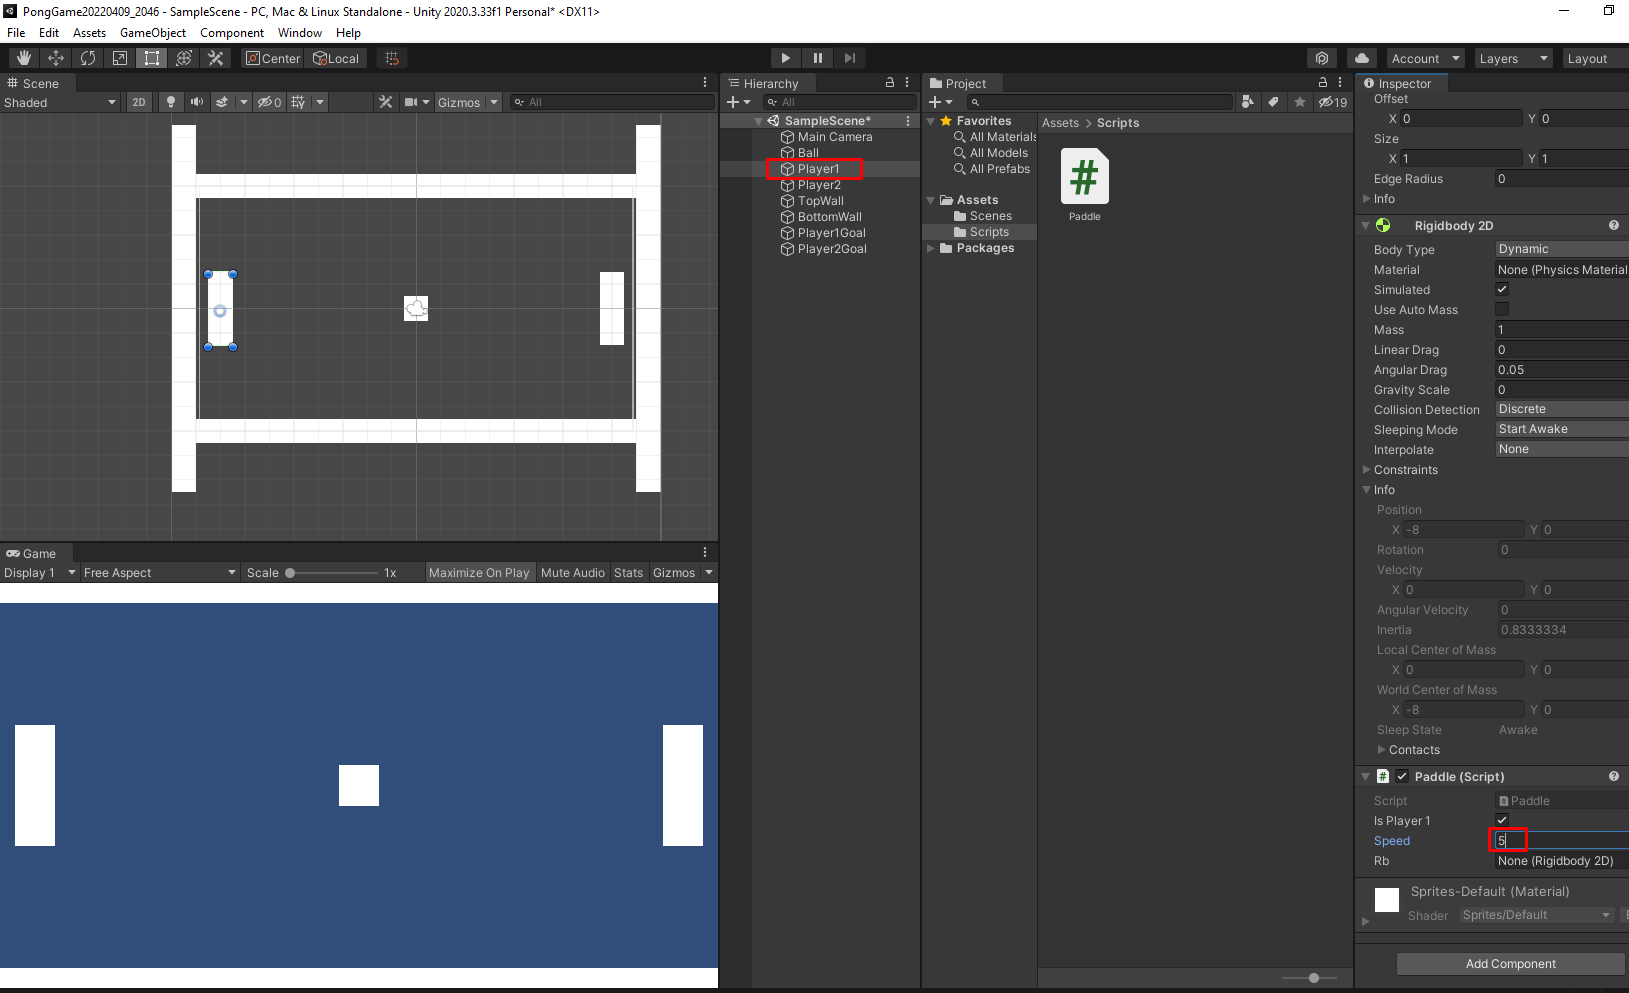 PongGame20220409_2046 - SampleScene - PC, Mac & Linux Standalone - Unity 2020.3.33f1 Personal* <DX11>
File Edit Assets GameObject Component Window Help
Center Local Account Layers Layout
Scene
Shaded 2D 0 Gizmos All
Hierarchy
All
SampleScene*
Main Camera
Ball
Player1
Player2
TopWall
BottomWall
Player1Goal
Player2Goal
Project
19
Favorites
All Materials
All Models
All Prefabs
Assets
Scenes
Scripts
Packages
Assets > Scripts
#
Paddle
Inspector
Offset
X 0 Y 0
Size
X 1 Y 1
Edge Radius 0
Info
Rigidbody 2D
Body Type Dynamic
Material None (Physics Material
Simulated
Use Auto Mass
Mass 1
Linear Drag 0
Angular Drag 0.05
Gravity Scale 0
Collision Detection Discrete
Sleeping Mode Start Awake
Interpolate None
Constraints
Info
Position
X -8 Y 0
Rotation 0
Velocity
X 0 Y 0
Angular Velocity 0
Inertia 0.8333334
Local Center of Mass
X 0 Y 0
World Center of Mass
X -8 Y 0
Sleep State Awake
Contacts
# Paddle (Script)
Script Paddle
Is Player 1
Speed 5
Rb None (Rigidbody 2D)
Sprites-Default (Material)
Shader Sprites/Default
Add Component
Game
Display 1 Free Aspect Scale 1x Maximize On Play Mute Audio Stats Gizmos